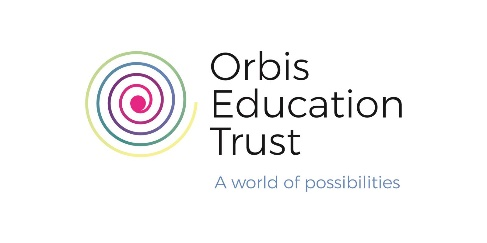 Orbis
Education
Trust
A world of possibilities